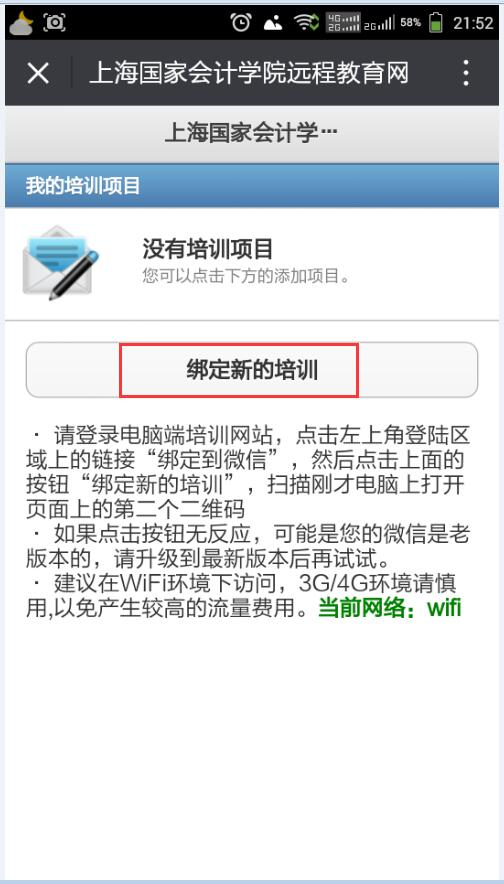 4G 2G 2G 58% 21:52
上海国家会计学院远程教育网
上海国家会计学…
我的培训项目
没有培训项目
您可以点击下方的添加项目。
绑定新的培训
· 请登录电脑端培训网站，点击左上角登陆区
域上的链接“绑定到微信”，然后点击上面的
按钮“绑定新的培训”，扫描刚才电脑上打开
页面上的第二个二维码
· 如果点击按钮无反应，可能是您的微信是老
版本的，请升级到最新版本后再试试。
· 建议在WiFi环境下访问，3G/4G环境请慎
用,以免产生较高的流量费用。当前网络：wifi